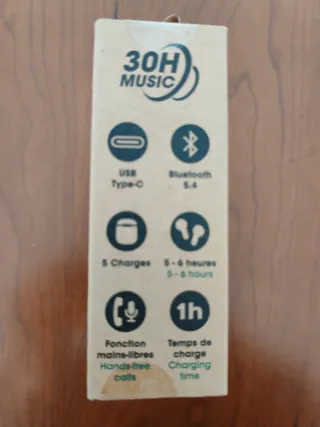 30H
MUSIC
USB
Type-C
Bluetooth
5.4
5 Charges
5 - 6 heures
5 - 6 hours
Fonction
mains-libres
Hands-free
calls
1h
Temps de
charge
Charging
time